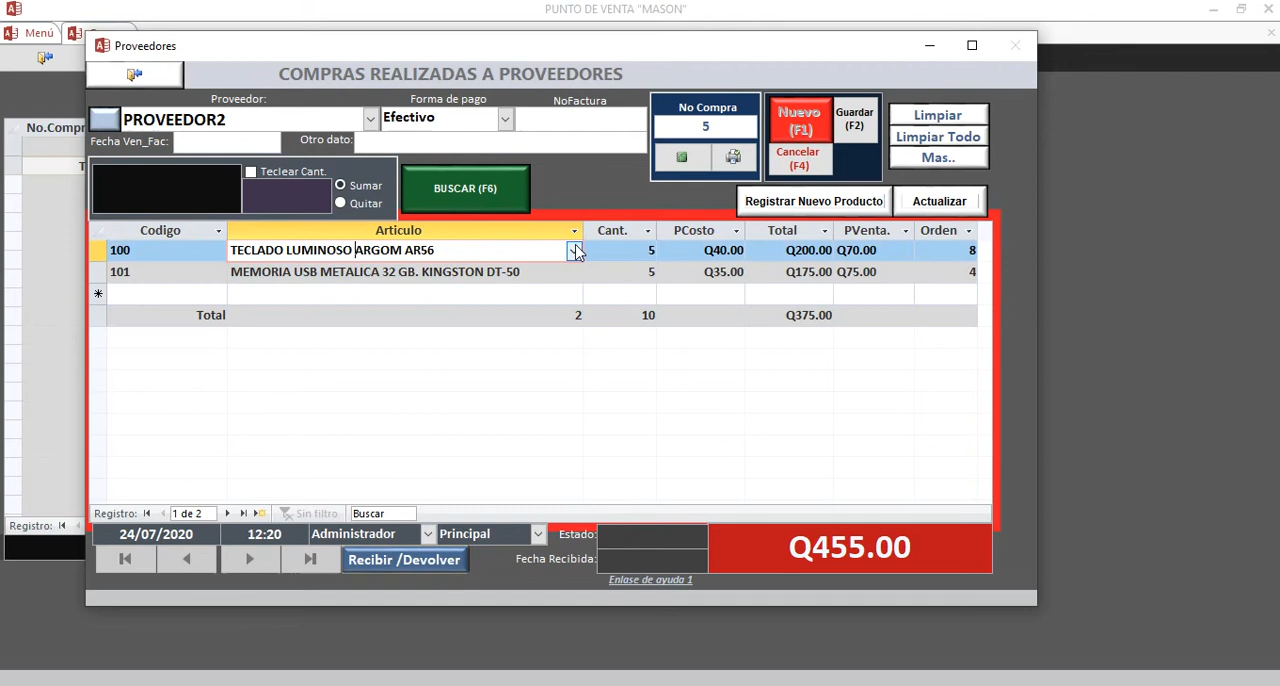 PUNTO DE VENTA "MASON"
Menú
Proveedores
COMPRAS REALIZADAS A PROVEEDORES
Proveedor: Forma de pago NoFactura
PROVEEDOR2 Efectivo
Fecha Ven_Fac: Otro dato:
No Compra
5
Nuevo (F1)
Guardar (F2)
Cancelar (F4)
Limpiar
Limpiar Todo
Mas..
No.Compr
T
Teclear Cant.
Sumar
Quitar
BUSCAR (F6)
Registrar Nuevo Producto Actualizar
Codigo Articulo Cant. PCosto Total PVenta. Orden
100 TECLADO LUMINOSO ARGOM AR56 5 Q40.00 Q200.00 Q70.00 8
101 MEMORIA USB METALICA 32 GB. KINGSTON DT-50 5 Q35.00 Q175.00 Q75.00 4
Total 2 10 Q375.00
Registro: 1 de 2 Sin filtro Buscar
Registro:
24/07/2020 12:20 Administrador Principal Estado:
Recibir /Devolver Fecha Recibida:
Q455.00
Enlase de ayuda 1